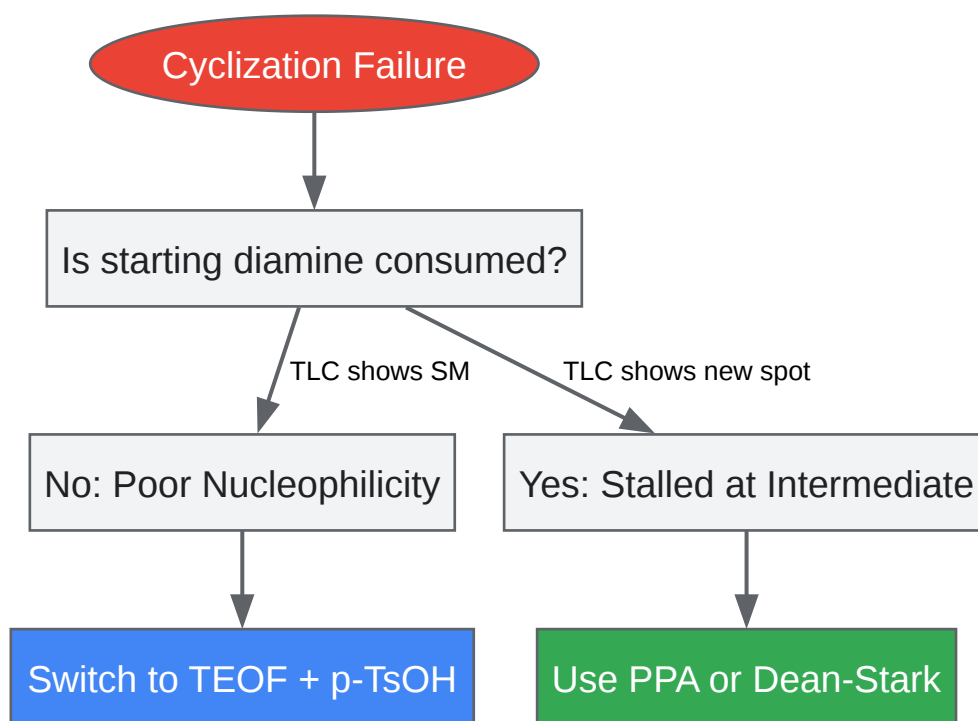 Cyclization Failure
Is starting diamine consumed?
TLC shows SM
TLC shows new spot
No: Poor Nucleophilicity
Yes: Stalled at Intermediate
Switch to TEOF + p-TsOH
Use PPA or Dean-Stark